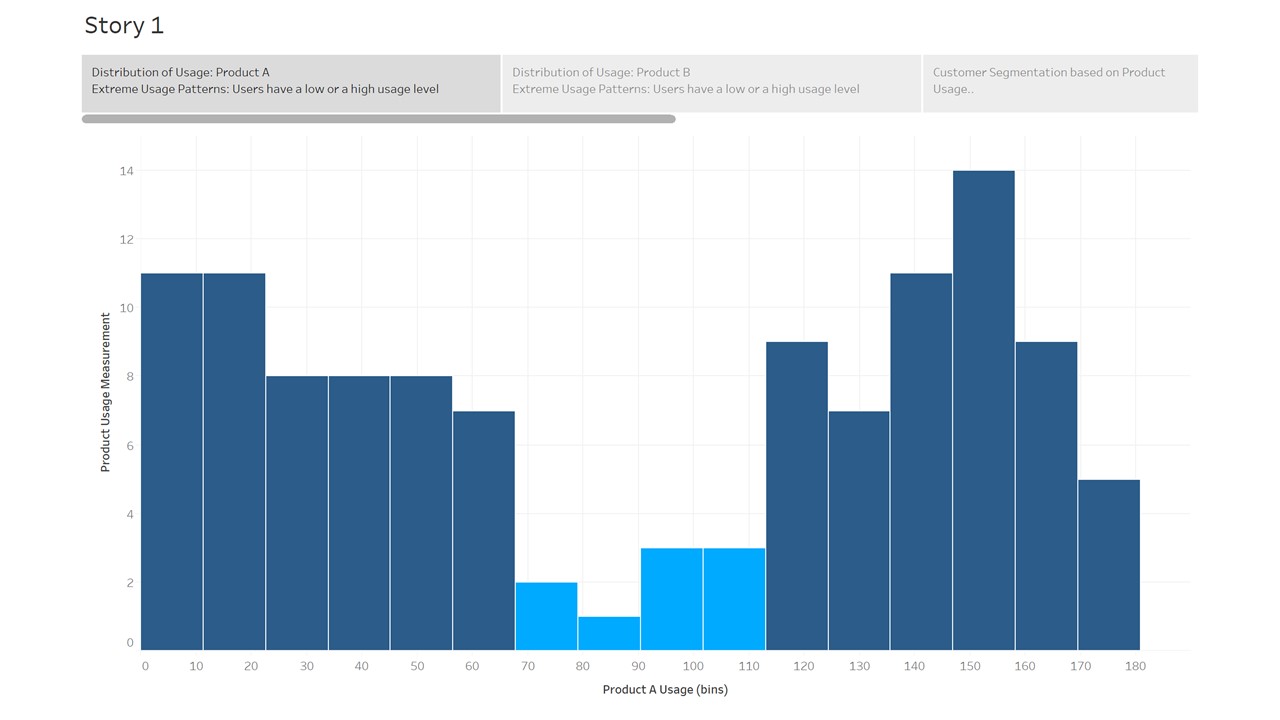 Story 1
Distribution of Usage: Product A
Extreme Usage Patterns: Users have a low or a high usage level
Distribution of Usage: Product B
Extreme Usage Patterns: Users have a low or a high usage level
Customer Segmentation based on Product
Usage..
Product Usage Measurement
14
12
10
8
6
4
2
0
0 10 20 30 40 50 60 70 80 90 100 110 120 130 140 150 160 170 180
Product A Usage (bins)